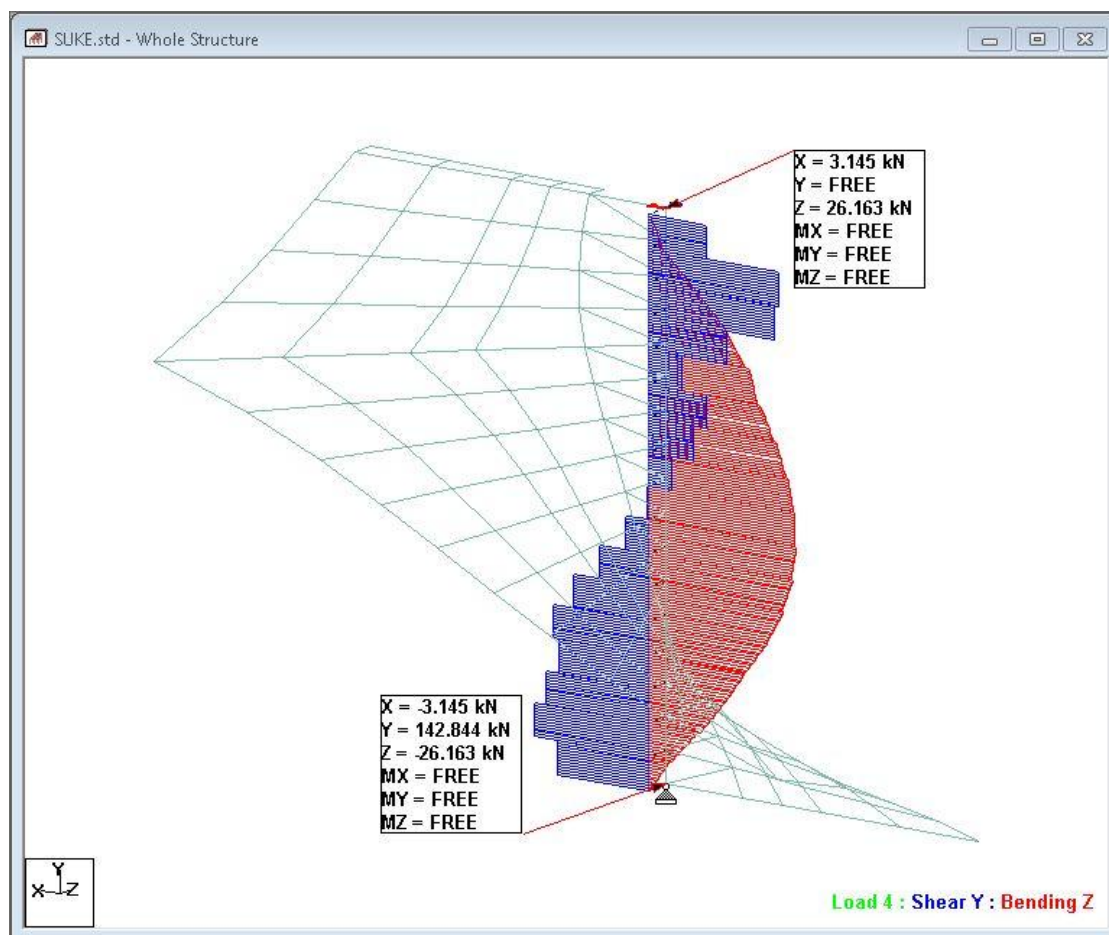 SUKE.std - Whole Structure
X = 3.145 kN
Y = FREE
Z = 26.163 kN
MX = FREE
MY = FREE
MZ = FREE
X = -3.145 kN
Y = 142.844 kN
Z = -26.163 kN
MX = FREE
MY = FREE
MZ = FREE
Y
X Z
Load 4 : Shear Y : Bending Z